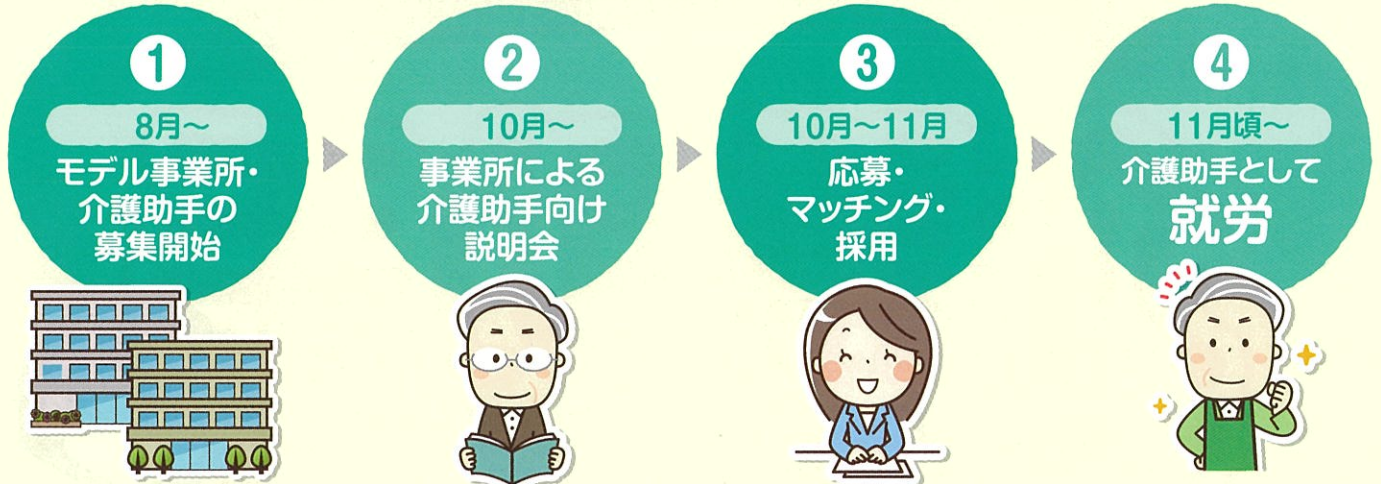 1
8月〜
モデル事業所・
介護助手の
募集開始
2
10月〜
事業所による
介護助手向け
説明会
3
10月〜11月
応募・
マッチング・
採用
4
11月頃〜
介護助手として
就労